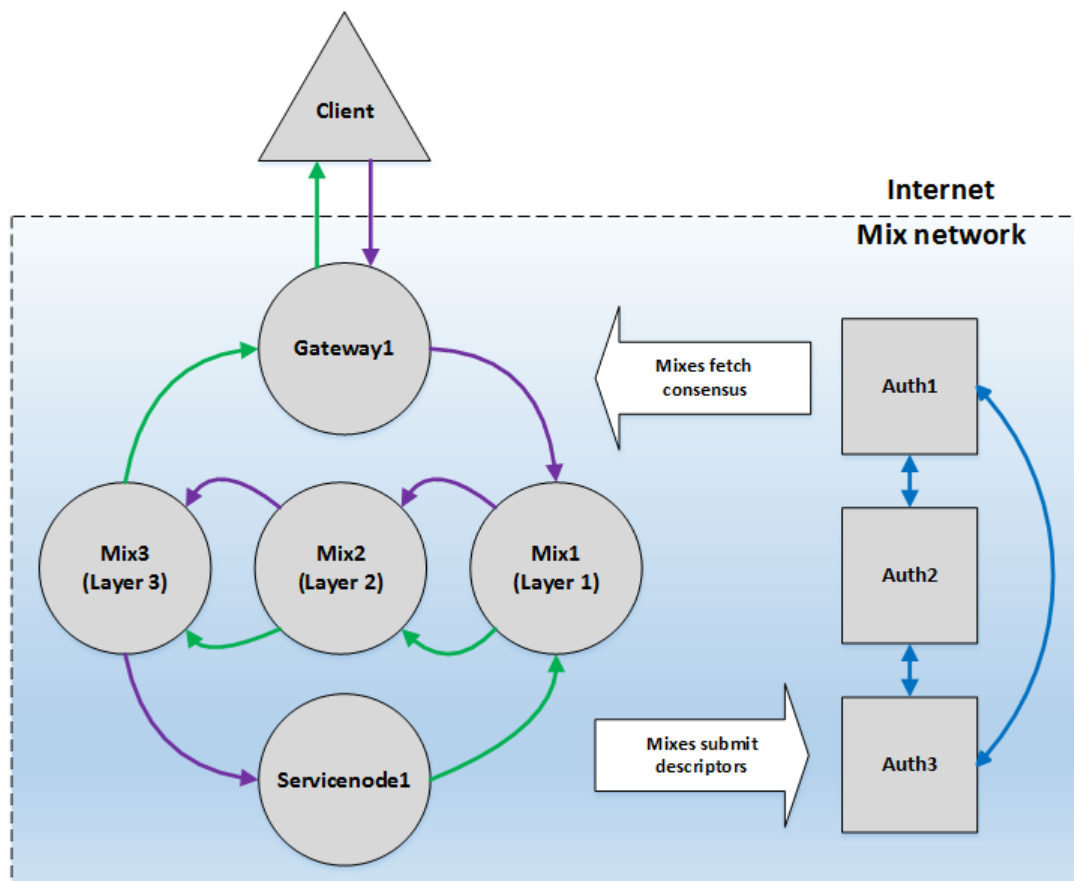 Client
Internet
Mix network
Gateway1
Mixes fetch
consensus
Auth1
Mix3
(Layer 3)
Mix2
(Layer 2)
Mix1
(Layer 1)
Auth2
Servicenode1
Mixes submit
descriptors
Auth3